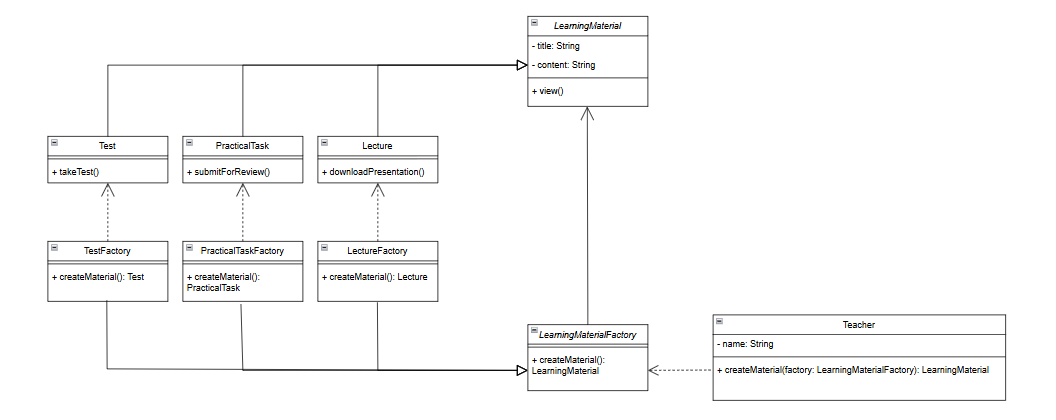 LearningMaterial
- title: String
- content: String
+ view()
Test
+ takeTest()
PracticalTask
+ submitForReview()
Lecture
+ downloadPresentation()
TestFactory
+ createMaterial(): Test
PracticalTaskFactory
+ createMaterial():
PracticalTask
LectureFactory
+ createMaterial(): Lecture
LearningMaterialFactory
+ createMaterial():
LearningMaterial
Teacher
- name: String
+ createMaterial(factory: LearningMaterialFactory): LearningMaterial